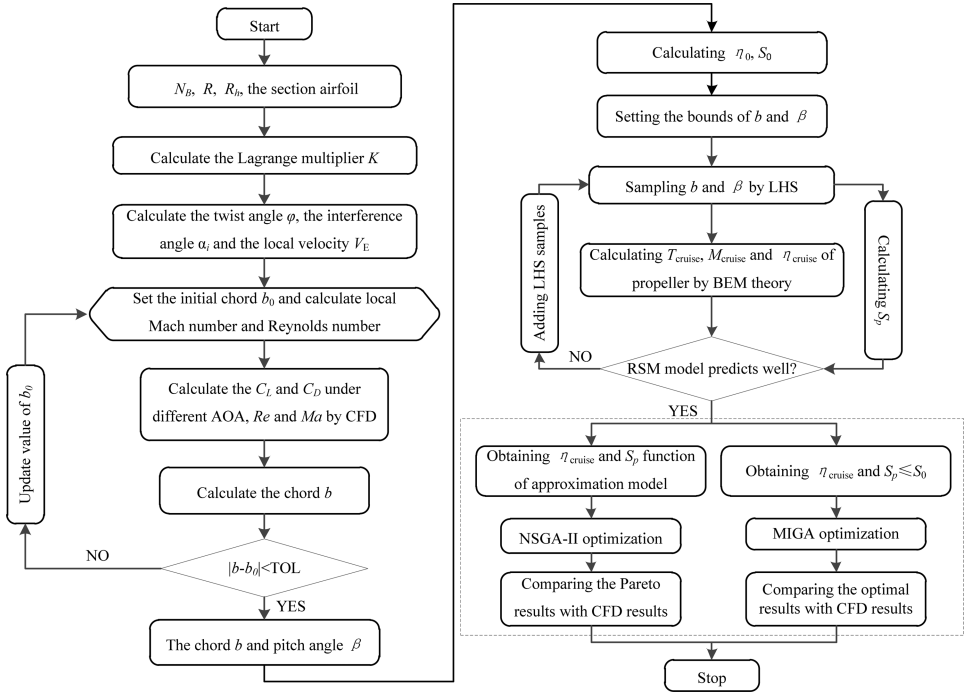 Start
N_B, R, R_h, the section airfoil
Calculate the Lagrange multiplier K
Calculate the twist angle φ, the interference
angle α_i and the local velocity V_E
Set the initial chord b_0 and calculate local
Mach number and Reynolds number
Calculate the C_L and C_D under
different AOA, Re and Ma by CFD
Update value of b_0
Calculate the chord b
NO
|b-b_0|<TOL
YES
The chord b and pitch angle β
Calculating η_0, S_0
Setting the bounds of b and β
Sampling b and β by LHS
Adding LHS samples
Calculating T_cruise, M_cruise and η_cruise of
propeller by BEM theory
Calculating S_p
NO
RSM model predicts well?
YES
Obtaining η_cruise and S_p function
of approximation model
NSGA-II optimization
Comparing the Pareto
results with CFD results
Obtaining η_cruise and S_p≤S_0
MIGA optimization
Comparing the optimal
results with CFD results
Stop